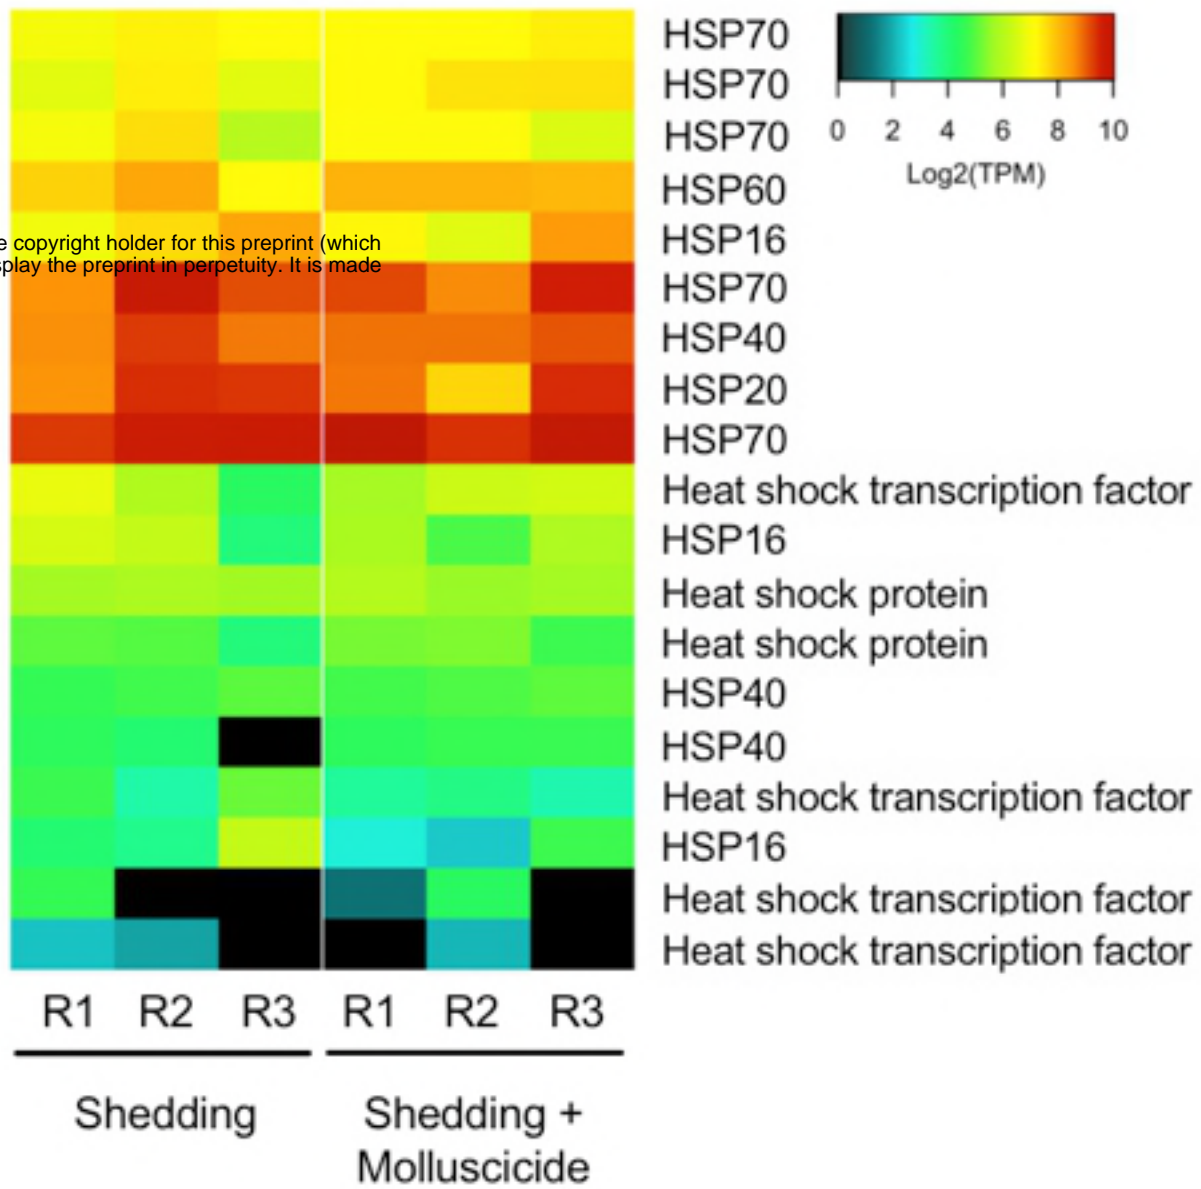 HSP70
HSP70
HSP70
HSP60
HSP16
HSP70
HSP40
HSP20
HSP70
Heat shock transcription factor
HSP16
Heat shock protein
Heat shock protein
HSP40
HSP40
Heat shock transcription factor
HSP16
Heat shock transcription factor
Heat shock transcription factor
0 2 4 6 8 10
Log2(TPM)
e copyright holder for this preprint (which
splay the preprint in perpetuity. It is made
R1 R2 R3 R1 R2 R3
Shedding
Shedding +
Molluscicide